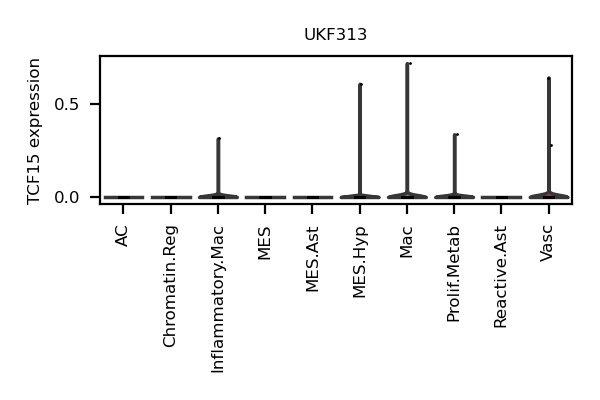 UKF313
TCF15 expression
0.5
0.0
AC
Chromatin.Reg
Inflammatory.Mac
MES
MES.Ast
MES.Hyp
Mac
Prolif.Metab
Reactive.Ast
Vasc